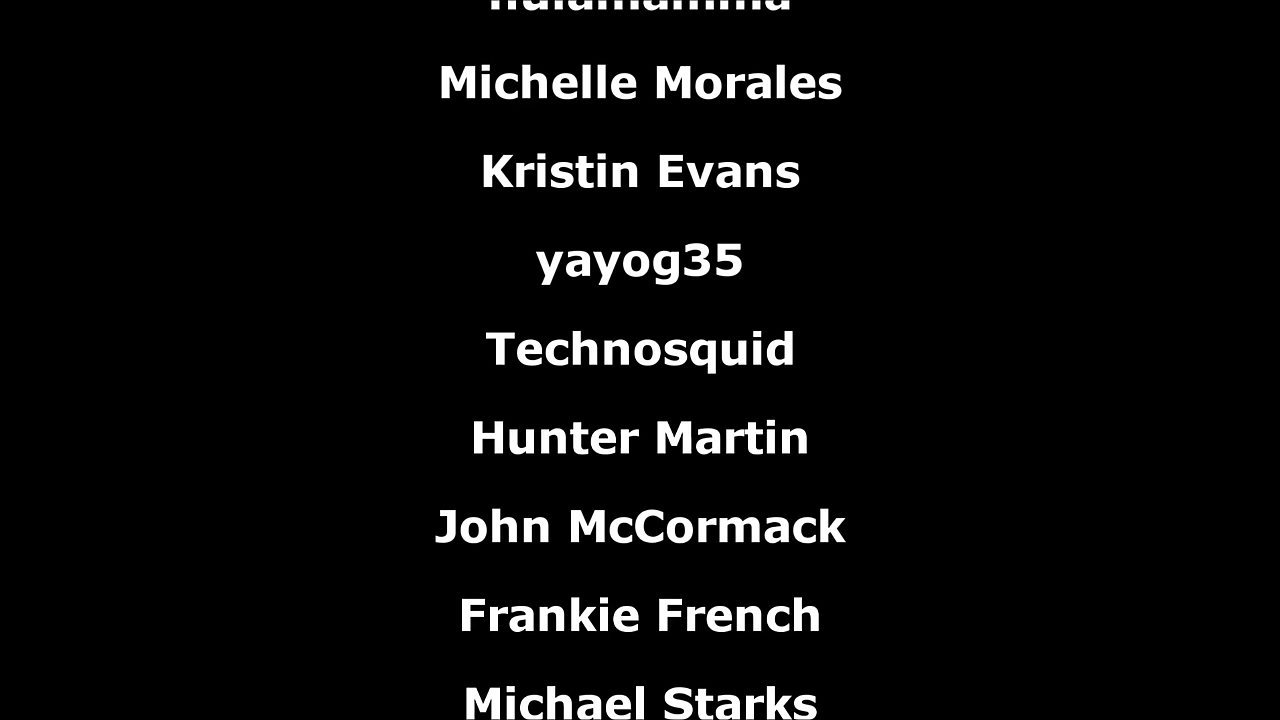 Michelle Morales
Kristin Evans
yayog35
Technosquid
Hunter Martin
John McCormack
Frankie French
Michael Starks